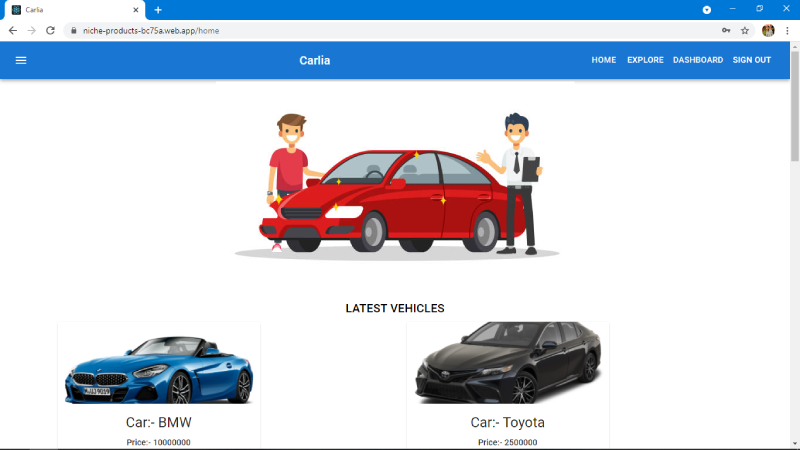 Carlia
niche-products-bc75a.web.app/home
Carlia
HOME EXPLORE DASHBOARD SIGN OUT
LATEST VEHICLES
Car:- BMW
Price:- 10000000
Car:- Toyota
Price:- 2500000